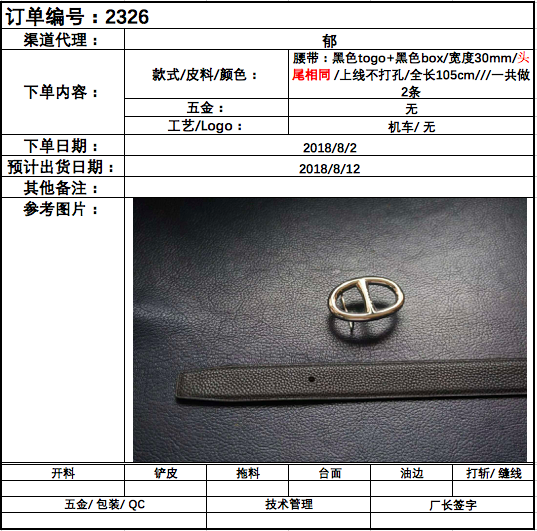 订单编号：2326
渠道代理：
郁
下单内容：
款式/皮料/颜色：
腰带：黑色togo+黑色box/宽度30mm/头
尾相同 /上线不打孔/全长105cm///一共做
2条
五金：
无
工艺/Logo：
机车/ 无
下单日期：
2018/8/2
预计出货日期：
2018/8/12
其他备注：
参考图片：
开料 铲皮 拖料 台面 油边 打斩/ 缝线
五金/ 包装/ QC 技术管理 厂长签字